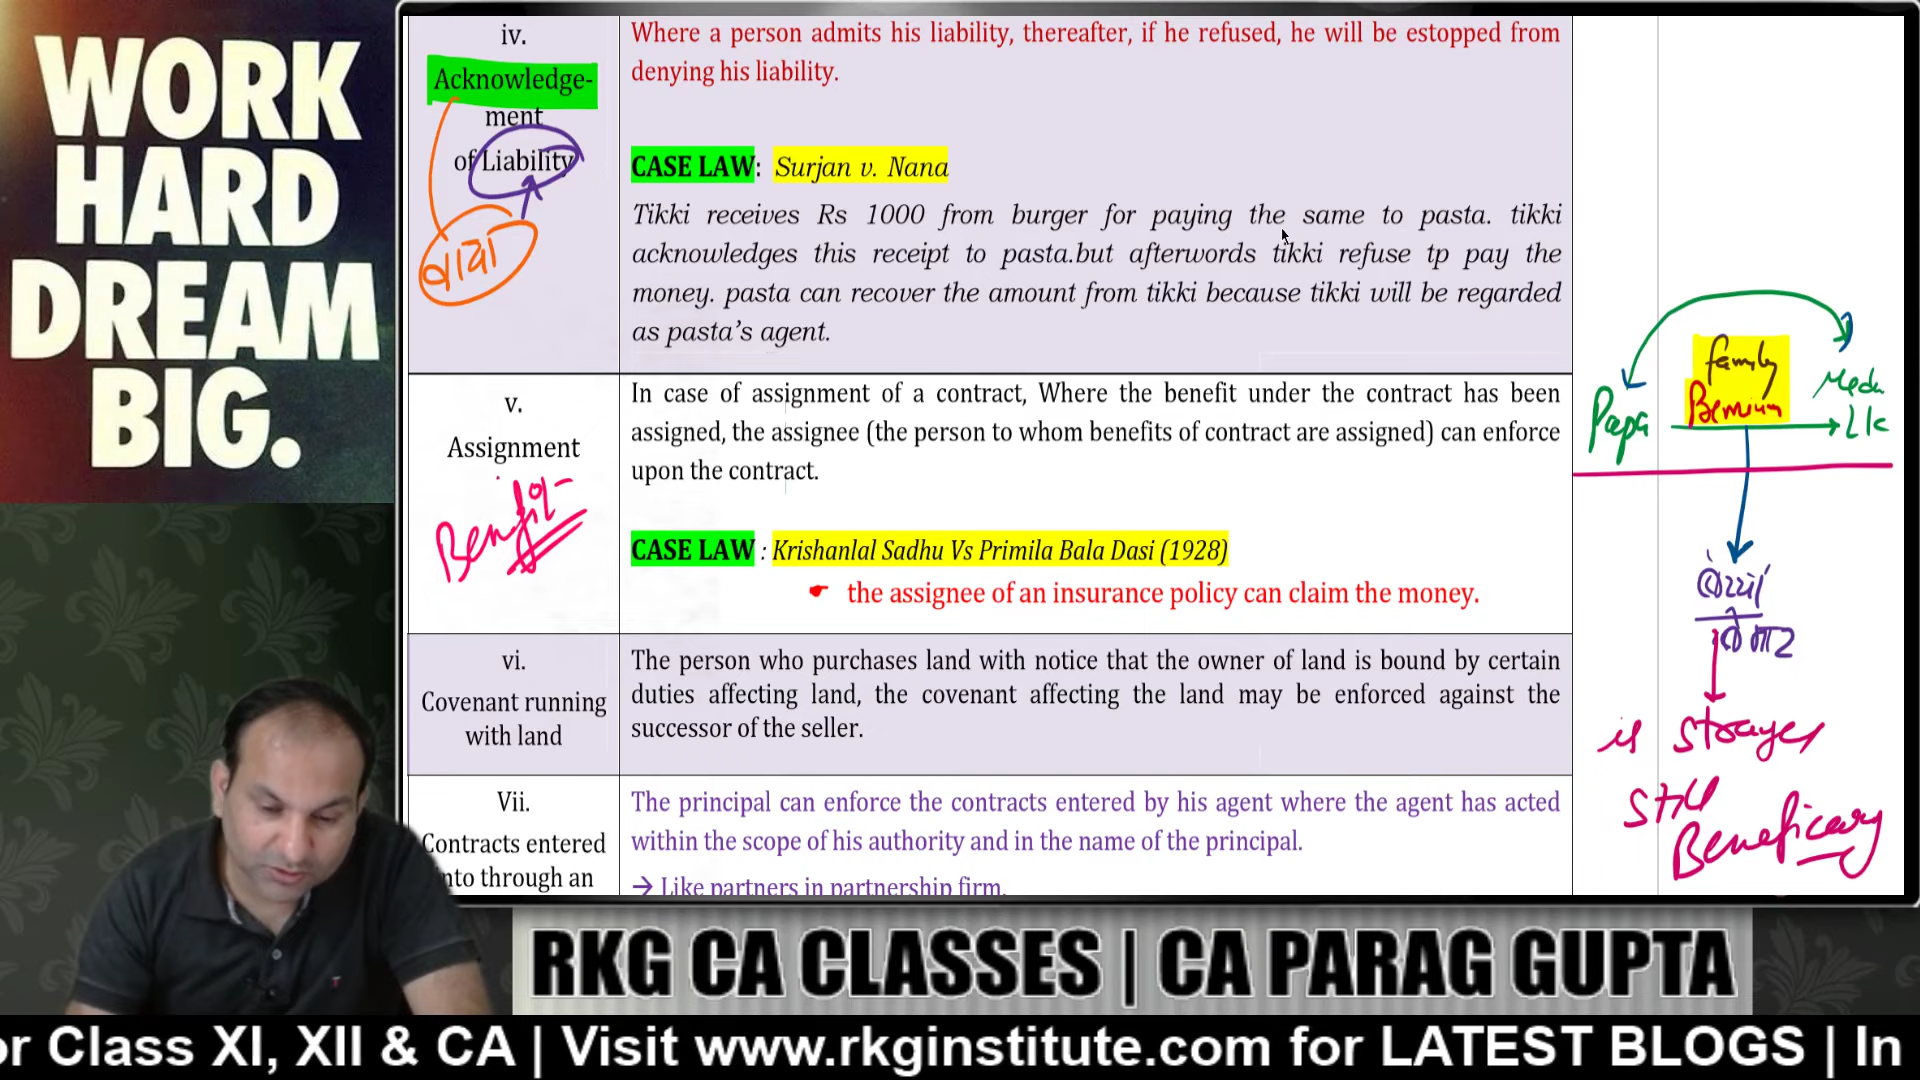 WORK
HARD
DREAM
BIG.
iv.
Acknowledge-
ment
of Liability
वायदा
Where a person admits his liability, thereafter, if he refused, he will be estopped from
denying his liability.
CASE LAW: Surjan v. Nana
Tikki receives Rs 1000 from burger for paying the same to pasta. tikki
acknowledges this receipt to pasta.but afterwords tikki refuse tp pay the
money. pasta can recover the amount from tikki because tikki will be regarded
as pasta’s agent.
v.
Assignment
Benefit
In case of assignment of a contract, Where the benefit under the contract has been
assigned, the assignee (the person to whom benefits of contract are assigned) can enforce
upon the contract.
CASE LAW : Krishanlal Sadhu Vs Primila Bala Dasi (1928)
☛ the assignee of an insurance policy can claim the money.
vi.
Covenant running
with land
The person who purchases land with notice that the owner of land is bound by certain
duties affecting land, the covenant affecting the land may be enforced against the
successor of the seller.
Vii.
Contracts entered
into through an
The principal can enforce the contracts entered by his agent where the agent has acted
within the scope of his authority and in the name of the principal.
→ Like partners in partnership firm.
family
Papa
is
Still
Beneficary
RKG CA CLASSES | CA PARAG GUPTA
or Class XI, XII & CA | Visit www.rkginstitute.com for LATEST BLOGS | In